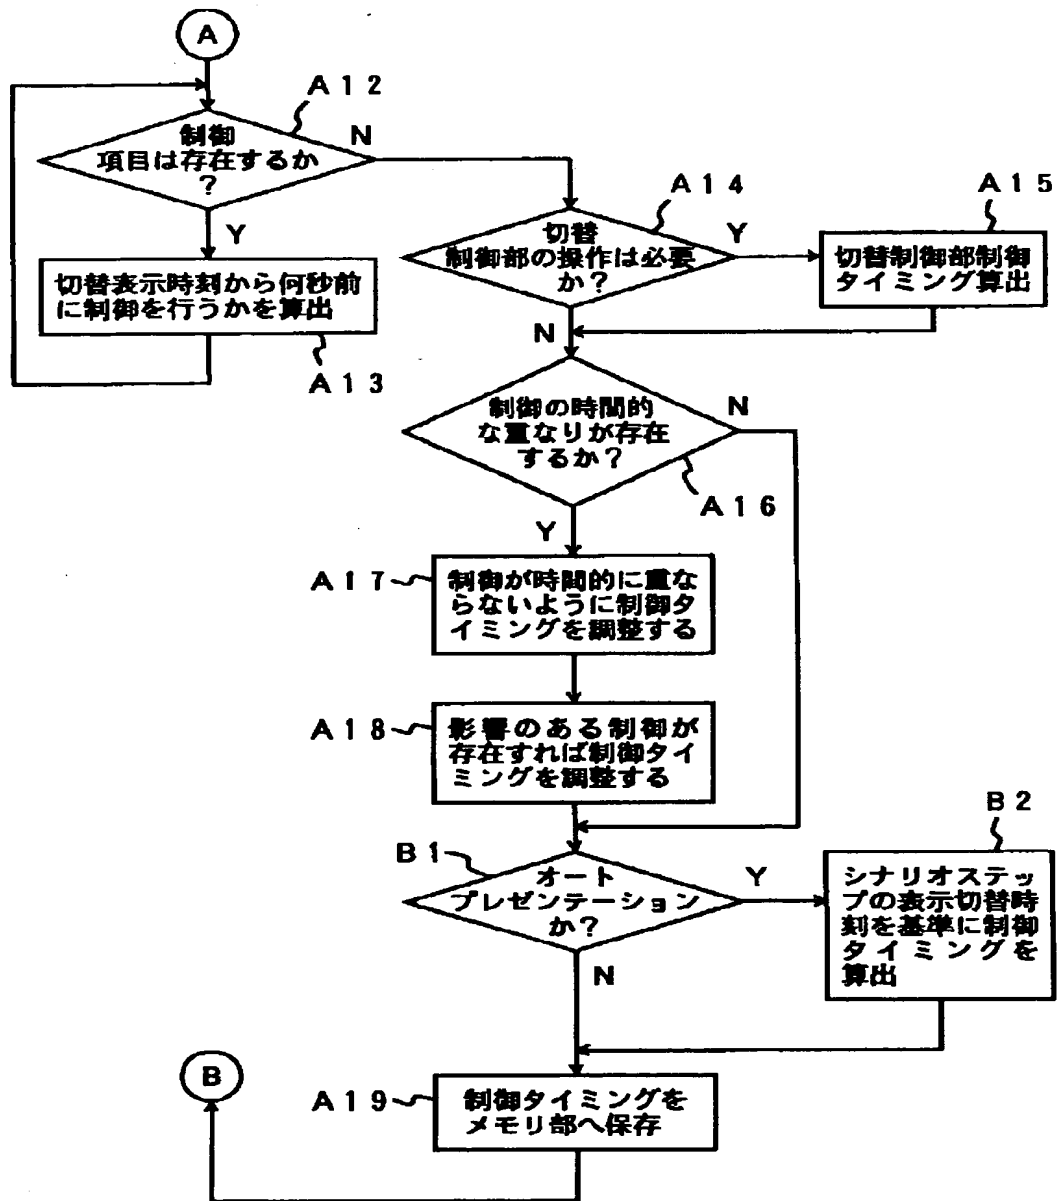 A
A12
制御
項目は存在するか
?
N
Y
切替表示時刻から何秒前
に制御を行うかを算出
A13
A14
切替
制御部の操作は必要
か?
Y
N
A15
切替制御部制御
タイミング算出
制御の時間的
な重なりが存在
するか?
N
A16
Y
A17
制御が時間的に重な
らないように制御タ
イミングを調整する
A18
影響のある制御が
存在すれば制御タイ
ミングを調整する
B1
オート
プレゼンテーション
か?
Y
N
B2
シナリオステッ
プの表示切替時
刻を基準に制御
タイミングを
算出
B
A19
制御タイミングを
メモリ部へ保存